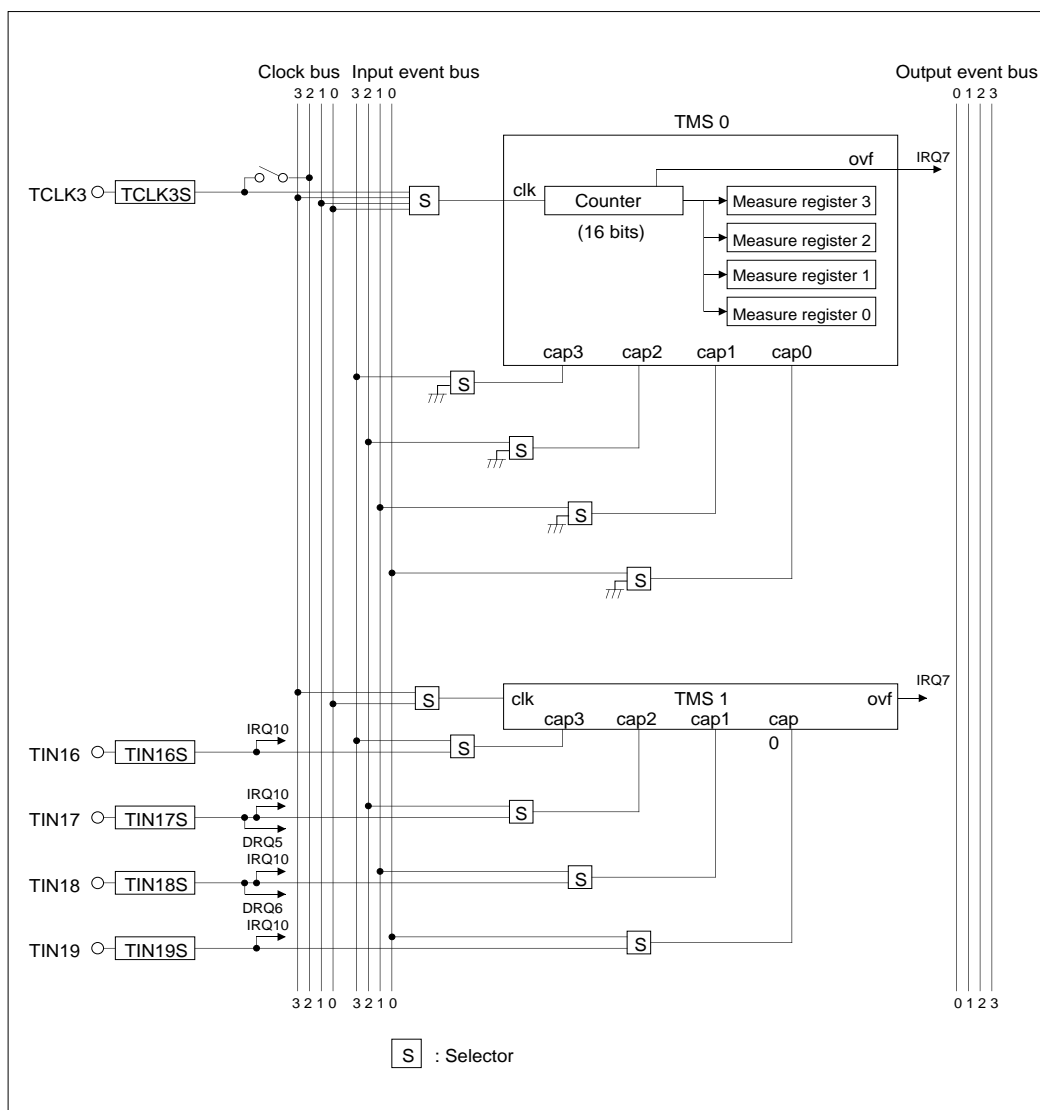 Clock bus Input event bus Output event bus
3 2 1 0 3 2 1 0 0 1 2 3
TMS 0
ovf IRQ7
TCLK3 TCLK3S S clk Counter Measure register 3
(16 bits) Measure register 2
Measure register 1
Measure register 0
cap3 cap2 cap1 cap0
S
S
S
S
S clk TMS 1 ovf IRQ7
cap3 cap2 cap1 cap
0
IRQ10
TIN16 TIN16S S
IRQ10
TIN17 TIN17S S
DRQ5
IRQ10
TIN18 TIN18S S
DRQ6
IRQ10
TIN19 TIN19S S
3 2 1 0 3 2 1 0 0 1 2 3
S : Selector